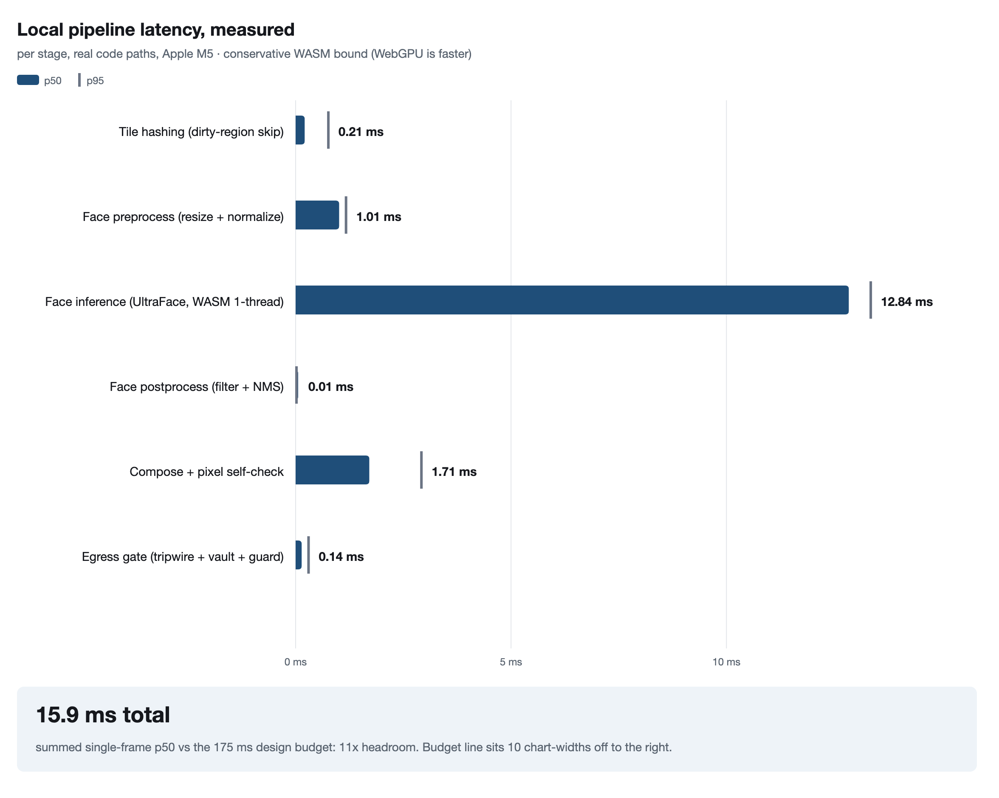 Local pipeline latency, measured
per stage, real code paths, Apple M5 · conservative WASM bound (WebGPU is faster)
p50 p95
Tile hashing (dirty-region skip) 0.21 ms
Face preprocess (resize + normalize) 1.01 ms
Face inference (UltraFace, WASM 1-thread) 12.84 ms
Face postprocess (filter + NMS) 0.01 ms
Compose + pixel self-check 1.71 ms
Egress gate (tripwire + vault + guard) 0.14 ms
0 ms 5 ms 10 ms
15.9 ms total
summed single-frame p50 vs the 175 ms design budget: 11x headroom. Budget line sits 10 chart-widths off to the right.